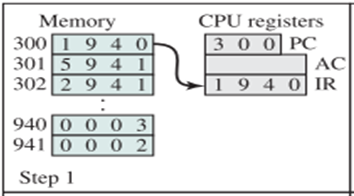 Memory CPU registers
300 1 9 4 0 3 0 0 PC
301 5 9 4 1 AC
302 2 9 4 1 1 9 4 0 IR
⋮
940 0 0 0 3
941 0 0 0 2
Step 1